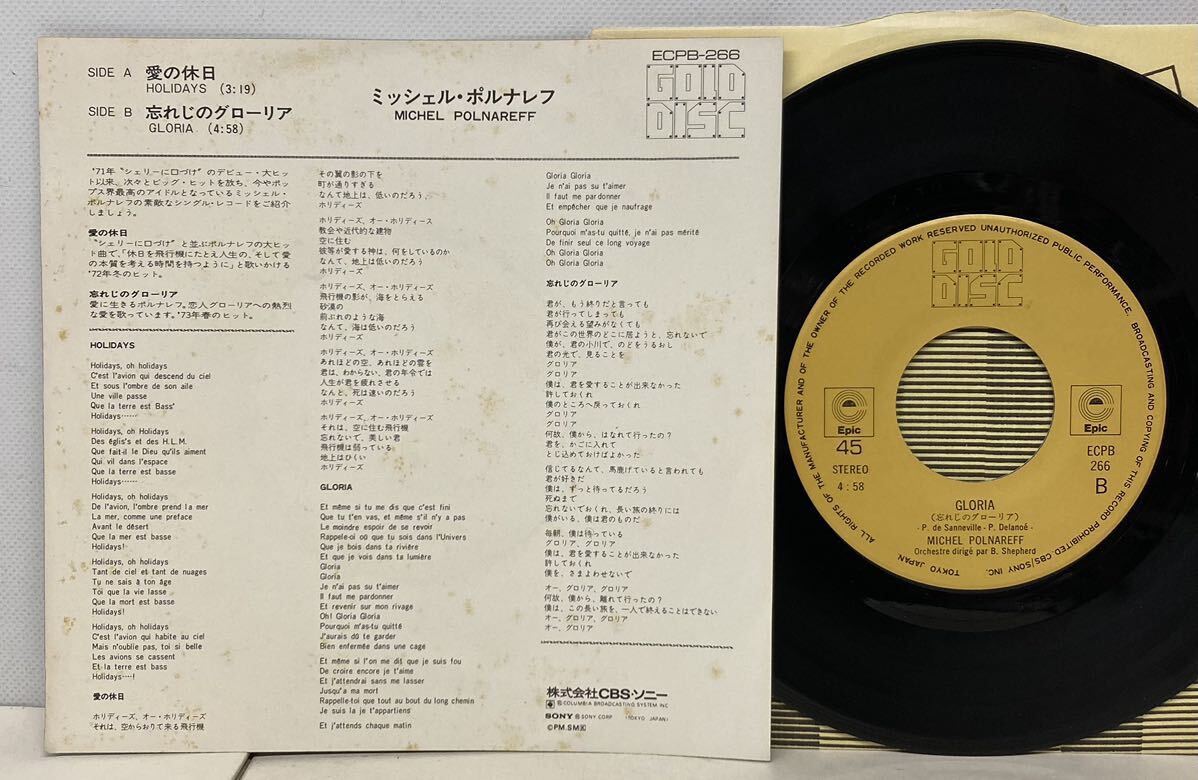 ECPB-266
GOLD
DISC
SIDE A 愛の休日
HOLIDAYS (3:19)
SIDE B 忘れじのグローリア
GLORIA (4:58)
ミッシェル・ポルナレフ
MICHEL POLNAREFF
'71年〝シェリーに口づけ〟のデビュー・大ヒッ
ト以来、次々とビッグ・ヒットを放ち、今やポッ
プス界最高のアイドルとなっているミッシェル・
ポルナレフの素敵なシングル・レコードをご紹介
しましょう。
愛の休日
〝シェリーに口づけ〟と並ぶポルナレフの大ヒッ
ト曲で、「休日を飛行機にたとえ人生の、そして愛
の本質を考える時間を持つように」と歌いかける
'72年冬のヒット。
忘れじのグローリア
愛に生きるポルナレフ。恋人グローリアへの熱烈
な愛を歌っています。'73年春のヒット。
HOLIDAYS
Holidays, oh holidays
C'est l'avion qui descend du ciel
Et sous l'ombre de son aile
Une ville passe
Que la terre est Bass'
Holidays……
Holidays, oh Holidays
Des églis's et des H.L.M.
Que fait-il le Dieu qu'ils aiment
Qui vil dans l'espace
Que la terre est basse
Holidays……
Holidays, oh Holidays
De l'avion, l'ombre prend la mer
La mer, comme une preface
Avant le désert
Que la mer est basse
Holidays!
Holidays, oh holidays
Tant de ciel et tant de nuages
Tu ne sais à ton âge
Toi que la vie lasse
Que la mort est basse
Holidays!
Holidays, oh holidays
C'est l'avion qui habite au ciel
Mais n'oublie pas, toi si belle
Les avions se cassent
Et la terre est bass
Holidays…!
愛の休日
ホリディーズ、オー・ホリディーズ
それは、空からおりて来る飛行機
その翼の影の下を
町が通りすぎる
なんて地上は、低いのだろう、
ホリディーズ
ホリディーズ、オー・ホリディース
教会や近代的な建物
空に住む
彼等が愛する神は、何をしているのか
なんて、地上は低いのだろう
ホリディーズ
ホリディーズ、オー・ホリディーズ
飛行機の影が、海をとらえる
砂漠の
前ぶれのような海
なんて、海は低いのだろう
ホリディーズ
ホリディーズ、オー・ホリディーズ
あれほどの空、あれほどの雲を
君は、わからない、君の年令では
人生が君を疲れさせる
なんと、死は速いのだろう
ホリディーズ
ホリディーズ、オー・ホリディーズ
それは、空に住む飛行機
忘れないで、美しい君
飛行機は弱っている
地上はひくい
ホリディーズ
GLORIA
Et même si tu me dis que c'est fini
Que tu t'en vas, et même s'il n'y a pas
Le moindre espoir de se revoir
Rappele-oi où que tu sois dans l'Univers
Que je bois dans ta rivière
Et que je vois dans ta lumière
Gloria
Gloria
Je n'ai pas su t'aimer
Il faut me pardonner
Et revenir sur mon rivage
Oh! Gloria Gloria
Pourquoi m'as-tu quitté
J'aurais dû te garder
Bien enfermée dans une cage
Et même si l'on me dit que je suis fou
De croire encore je t'aime
Et j'attendrai sans me lasser
Jusqu'a ma mort
Rappelle-toi que tout au bout du long chemin
Je suis la je t'appartiens
Et j'attends chaque matin
Gloria Gloria
Je n'ai pas su t'aimer
Il faut me pardonner
Et empêcher que je naufrage
Oh Gloria Gloria
Pourquoi m'as-tu quitté, je n'ai pas mérité
De finir seul ce long voyage
Oh Gloria Gloria
Oh Gloria Gloria
忘れじのグローリア
君が、もう終りだと言っても
君が行ってしまっても
再び会える望みがなくても
君がこの世界のどこに居ようと、忘れないで
僕が、君の小川で、のどをうるおし
君の光で、見ることを
グロリア
グロリア
僕は、君を愛することが出来なかった
許しておくれ
僕のところへ戻っておくれ
グロリア
グロリア
何故、僕から、はなれて行ったの?
君を、かごに入れて
とじ込めておけばよかった
信じてるなんて、馬鹿げていると言われても
君が好きだ
僕は、ずっと待ってるだろう
死ぬまで
忘れないでおくれ、長い旅の終りには
僕がいる、僕は君のものだ
毎朝、僕は待っている
グロリア、グロリア
僕は、君を愛することが出来なかった
許しておくれ
僕を、さまよわせないで
オー、グロリア、グロリア
何故、僕から、離れて行ったの?
僕は、この長い旅を、一人で終えることはできない
オー、グロリア、グロリア
オー、グロリア
株式会社CBS・ソニー
COLUMBIA BROADCASTING SYSTEM INC
SONY SONY CORP (TOKYO JAPAN)
ⓒPM.SM
ALL RIGHTS OF THE MANUFACTURER AND OF THE OWNER OF THE RECORDED WORK RESERVED UNAUTHORIZED PUBLIC PERFORMANCE, BROADCASTING AND COPYING OF THIS RECORD PROHIBITED·CBS/SONY INC. TOKYO JAPAN.
GOLD
DISC
Epic
Epic
45
STEREO
4:58
ECPB
266
B
GLORIA
(忘れじのグローリア)
- P. de Sanneville - P. Delanoé -
MICHEL POLNAREFF
Orchestre dirigé par B. Shepherd